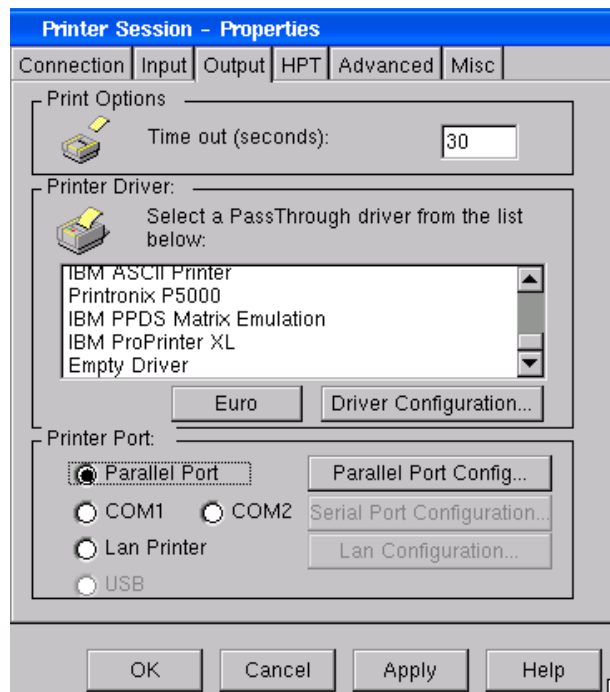 Printer Session - Properties
Connection Input Output HPT Advanced Misc
Print Options
Time out (seconds): 30
Printer Driver:
Select a PassThrough driver from the list
below:
IBM ASCII Printer
Printronix P5000
IBM PPDS Matrix Emulation
IBM ProPrinter XL
Empty Driver
Euro Driver Configuration...
Printer Port:
Parallel Port Parallel Port Config...
COM1 COM2 Serial Port Configuration...
Lan Printer Lan Configuration...
USB
OK Cancel Apply Help